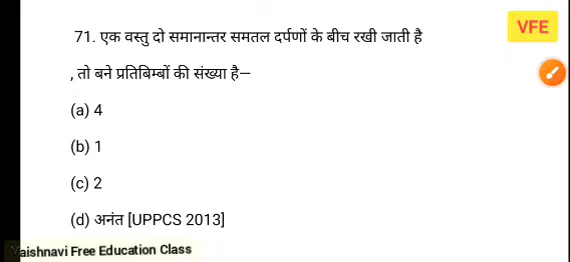 VFE
71. एक वस्तु दो समानान्तर समतल दर्पणों के बीच रखी जाती है
, तो बने प्रतिबिम्बों की संख्या है—
(a) 4
(b) 1
(c) 2
(d) अनंत [UPPCS 2013]
Vaishnavi Free Education Class